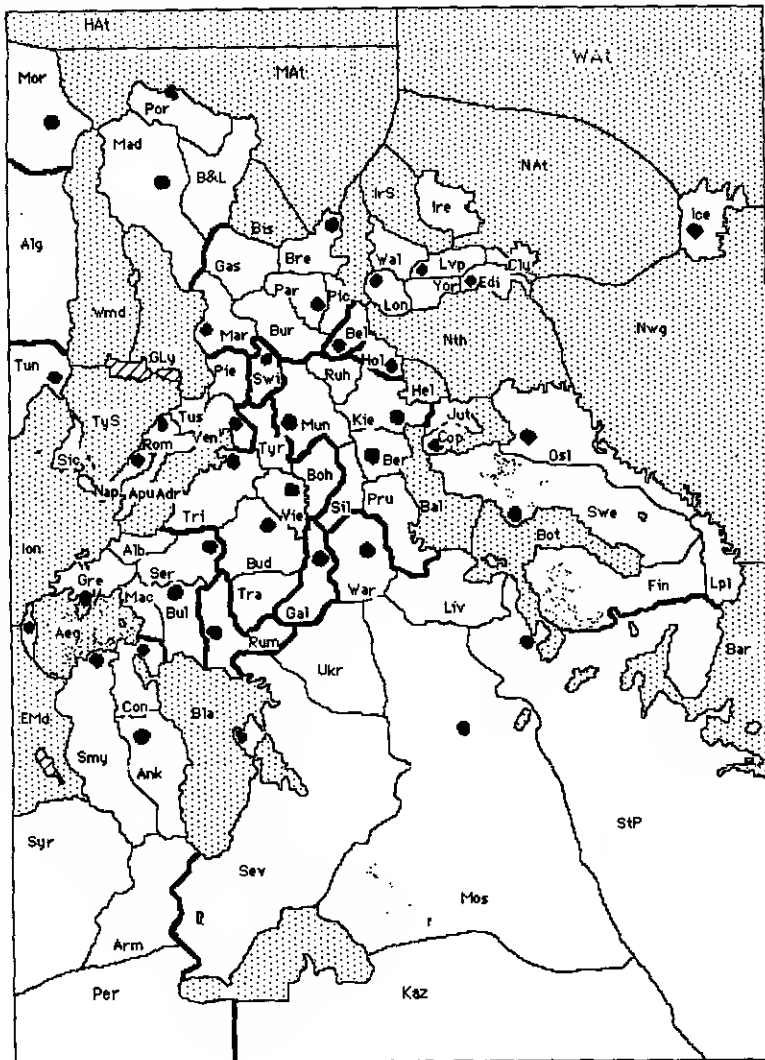 HAt
WAt
Mor
MAt
Por
Mad
NAt
B&L
IrS
Ire
Ice
Bis
Alg
Gas
Bre
Wal
Lvp
Cly
Par
Pic
Lon
Yor
Edi
Wmd
Mar
Bur
Bel
Nth
Nwg
Tun
GLy
Pie
Swi
Ruh
Hol
Hel
TyS
Tus
Ven
Mun
Kie
Jut
Rom
Tyr
Cop
Osl
Sic
Boh
Ber
Nap
Apu
Adr
Vie
Sil
Pru
Bal
Swe
Tri
Bot
Ion
Alb
Ser
Bud
War
Fin
Lpl
Gre
Mac
Bul
Tra
Gal
Liv
Aeg
Rum
Bar
Ukr
EMd
Con
Bla
Smy
Ank
StP
Syr
Sev
Mos
Arm
Per
Kaz